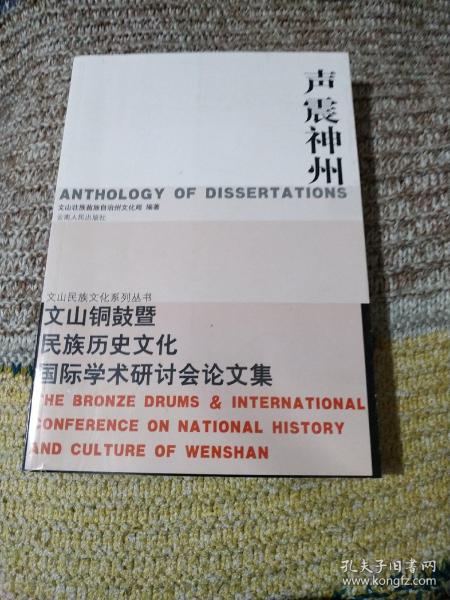 声震神州
ANTHOLOGY OF DISSERTATIONS
文山壮族苗族自治州文化局 编著
云南人民出版社
文山民族文化系列丛书
文山铜鼓暨
民族历史文化
国际学术研讨会论文集
THE BRONZE DRUMS & INTERNATIONAL
CONFERENCE ON NATIONAL HISTORY
AND CULTURE OF WENSHAN
孔夫子旧书网
www.kongfz.com